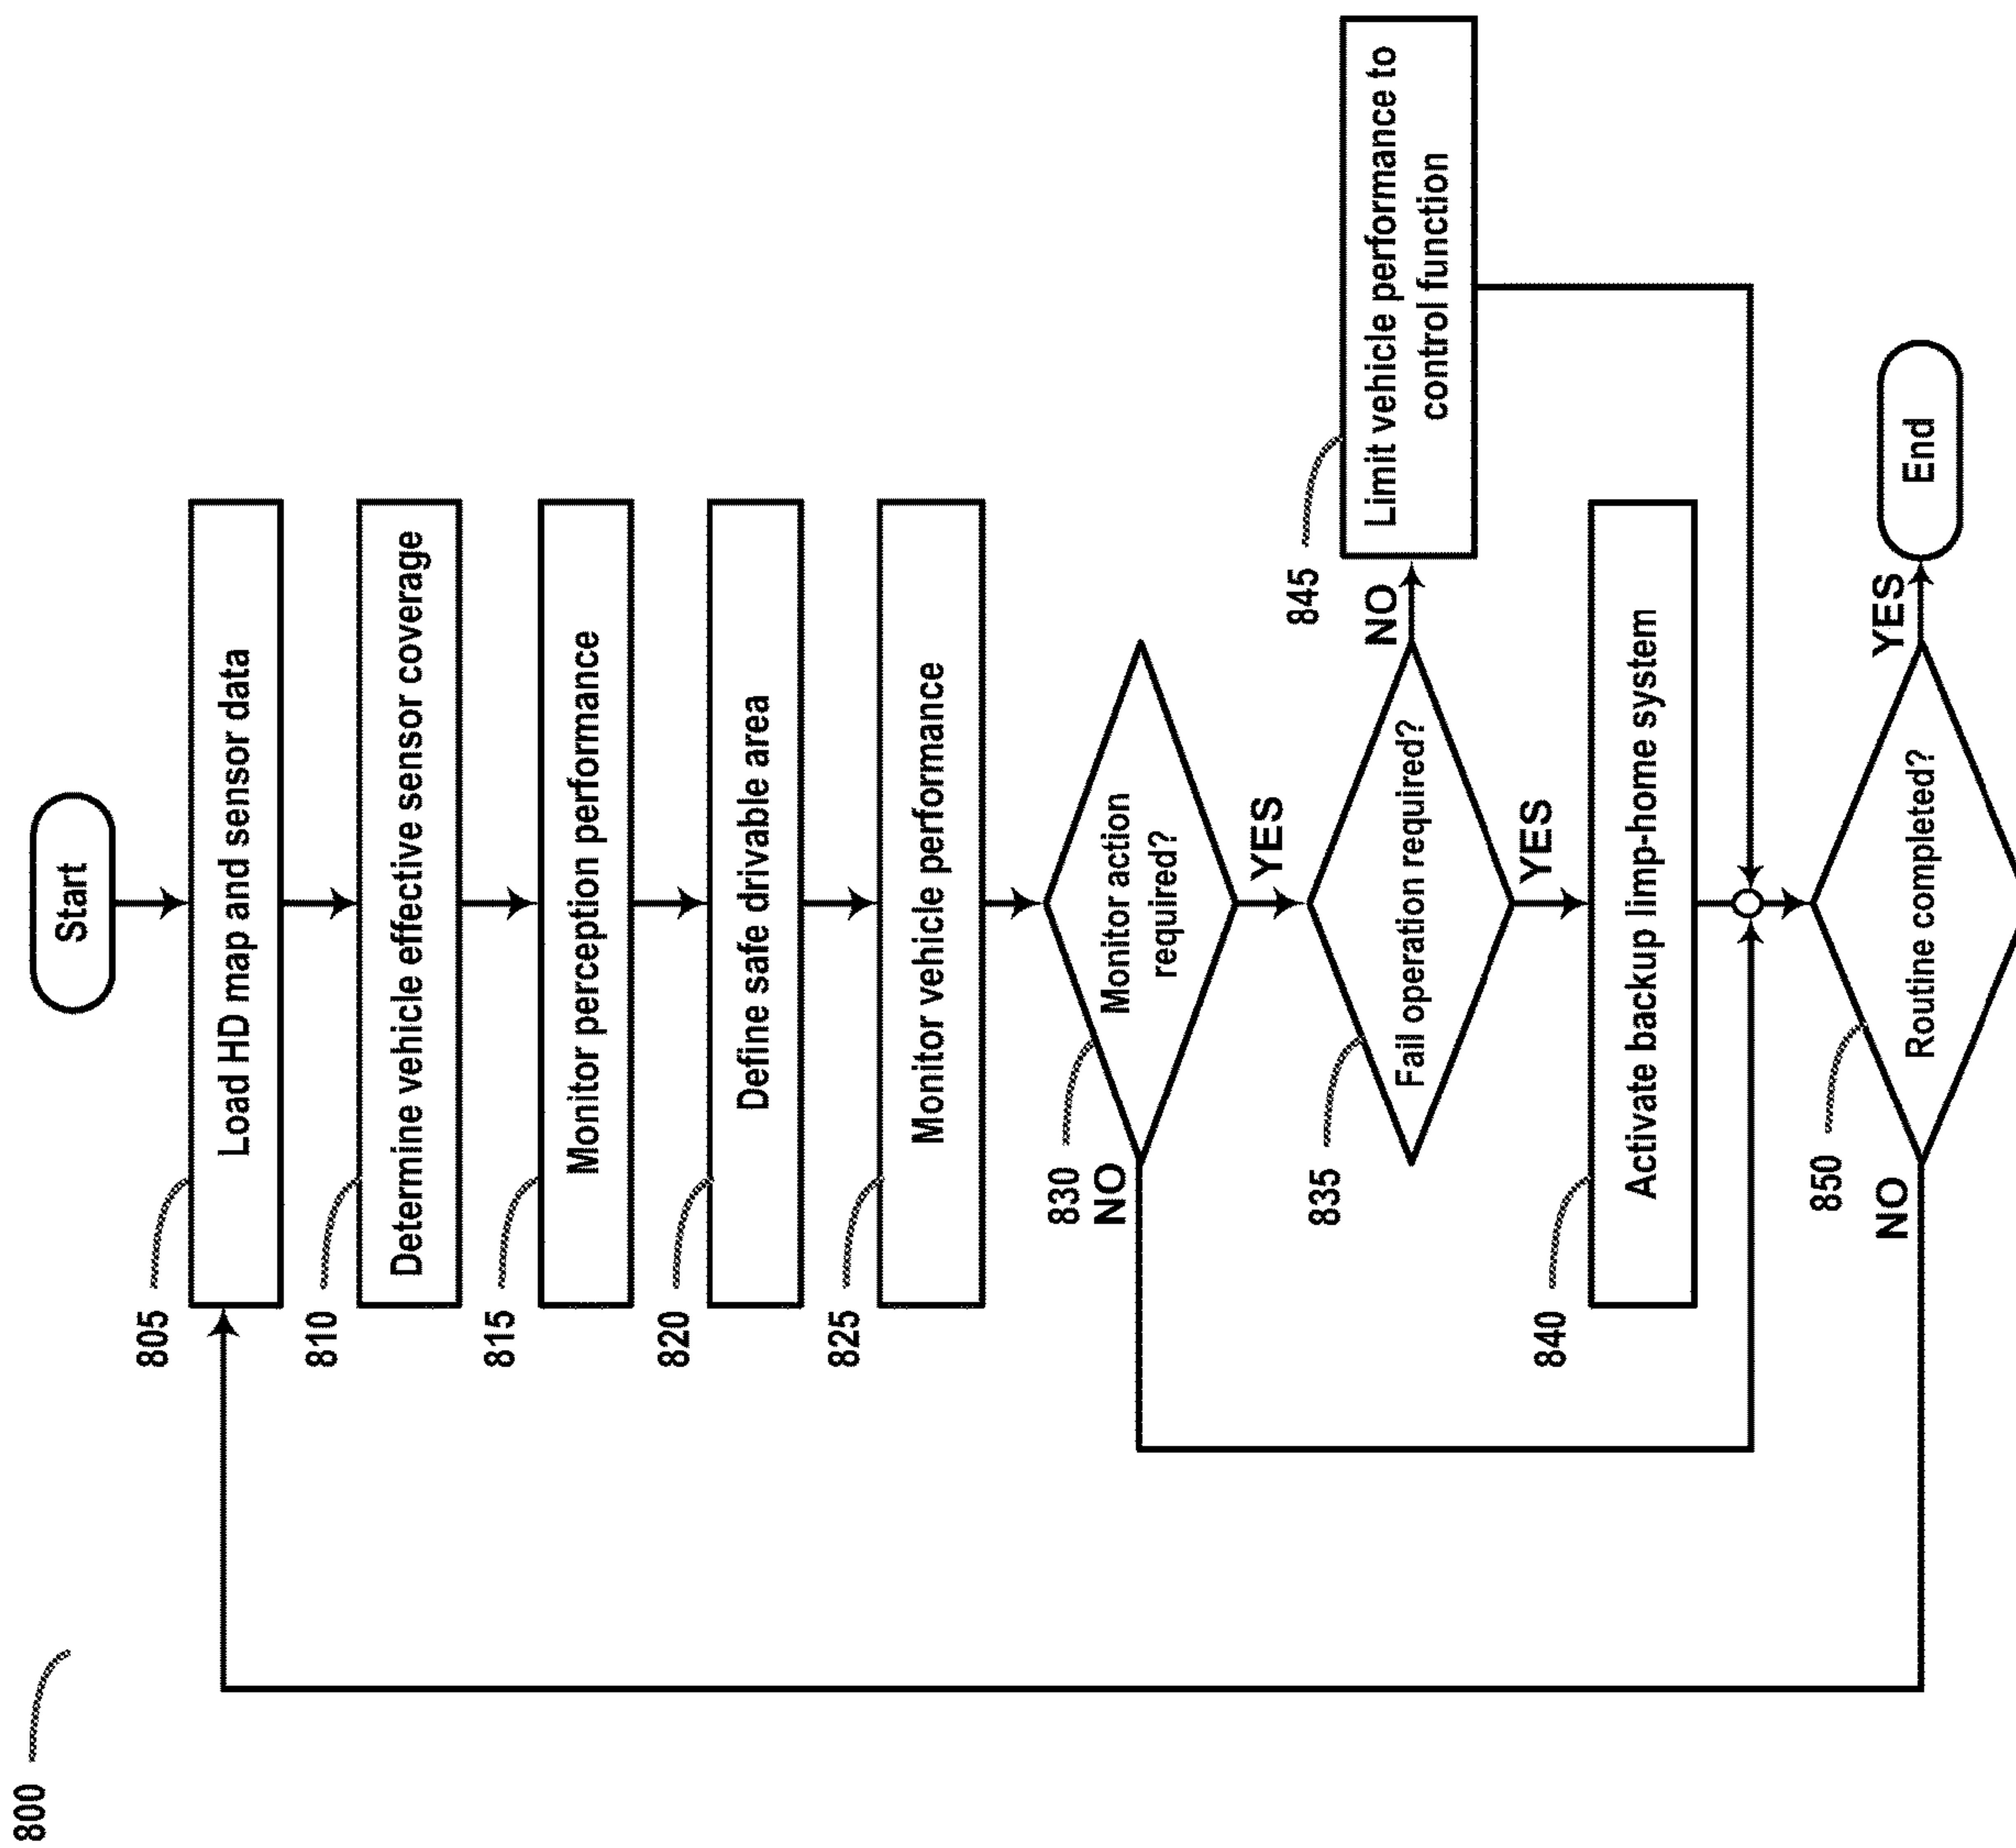 800
Start
805
Load HD map and sensor data
810
Determine vehicle effective sensor coverage
815
Monitor perception performance
820
Define safe drivable area
825
Monitor vehicle performance
830
Monitor action
required?
NO
YES
835
Fail operation required?
NO
845
Limit vehicle performance to
control function
YES
840
Activate backup limp-home system
850
Routine completed?
NO
YES
End